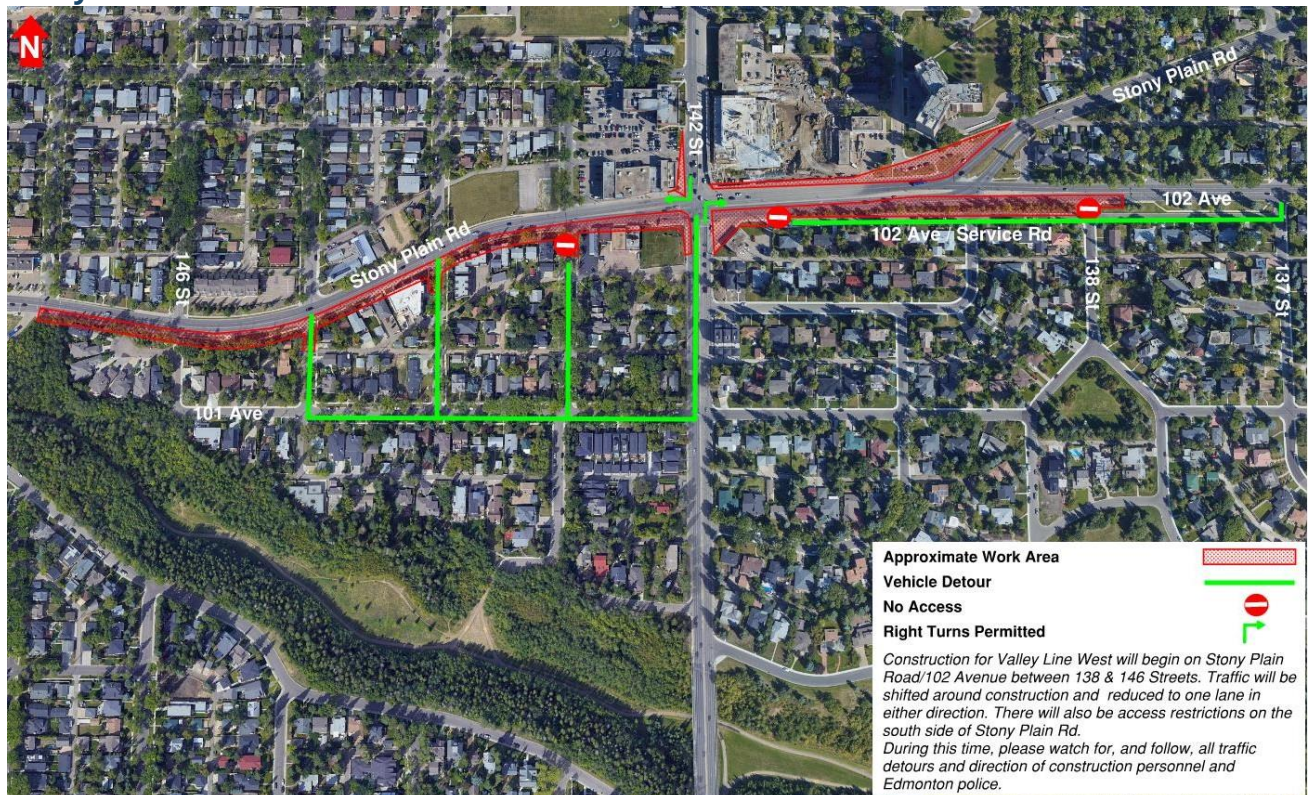 N
Stony Plain Rd
142 St
102 Ave
102 Ave / Service Rd
Stony Plain Rd
146 St
138 St
137 St
101 Ave
Approximate Work Area
Vehicle Detour
No Access
Right Turns Permitted
Construction for Valley Line West will begin on Stony Plain
Road/102 Avenue between 138 & 146 Streets. Traffic will be
shifted around construction and reduced to one lane in
either direction. There will also be access restrictions on the
south side of Stony Plain Rd.
During this time, please watch for, and follow, all traffic
detours and direction of construction personnel and
Edmonton police.